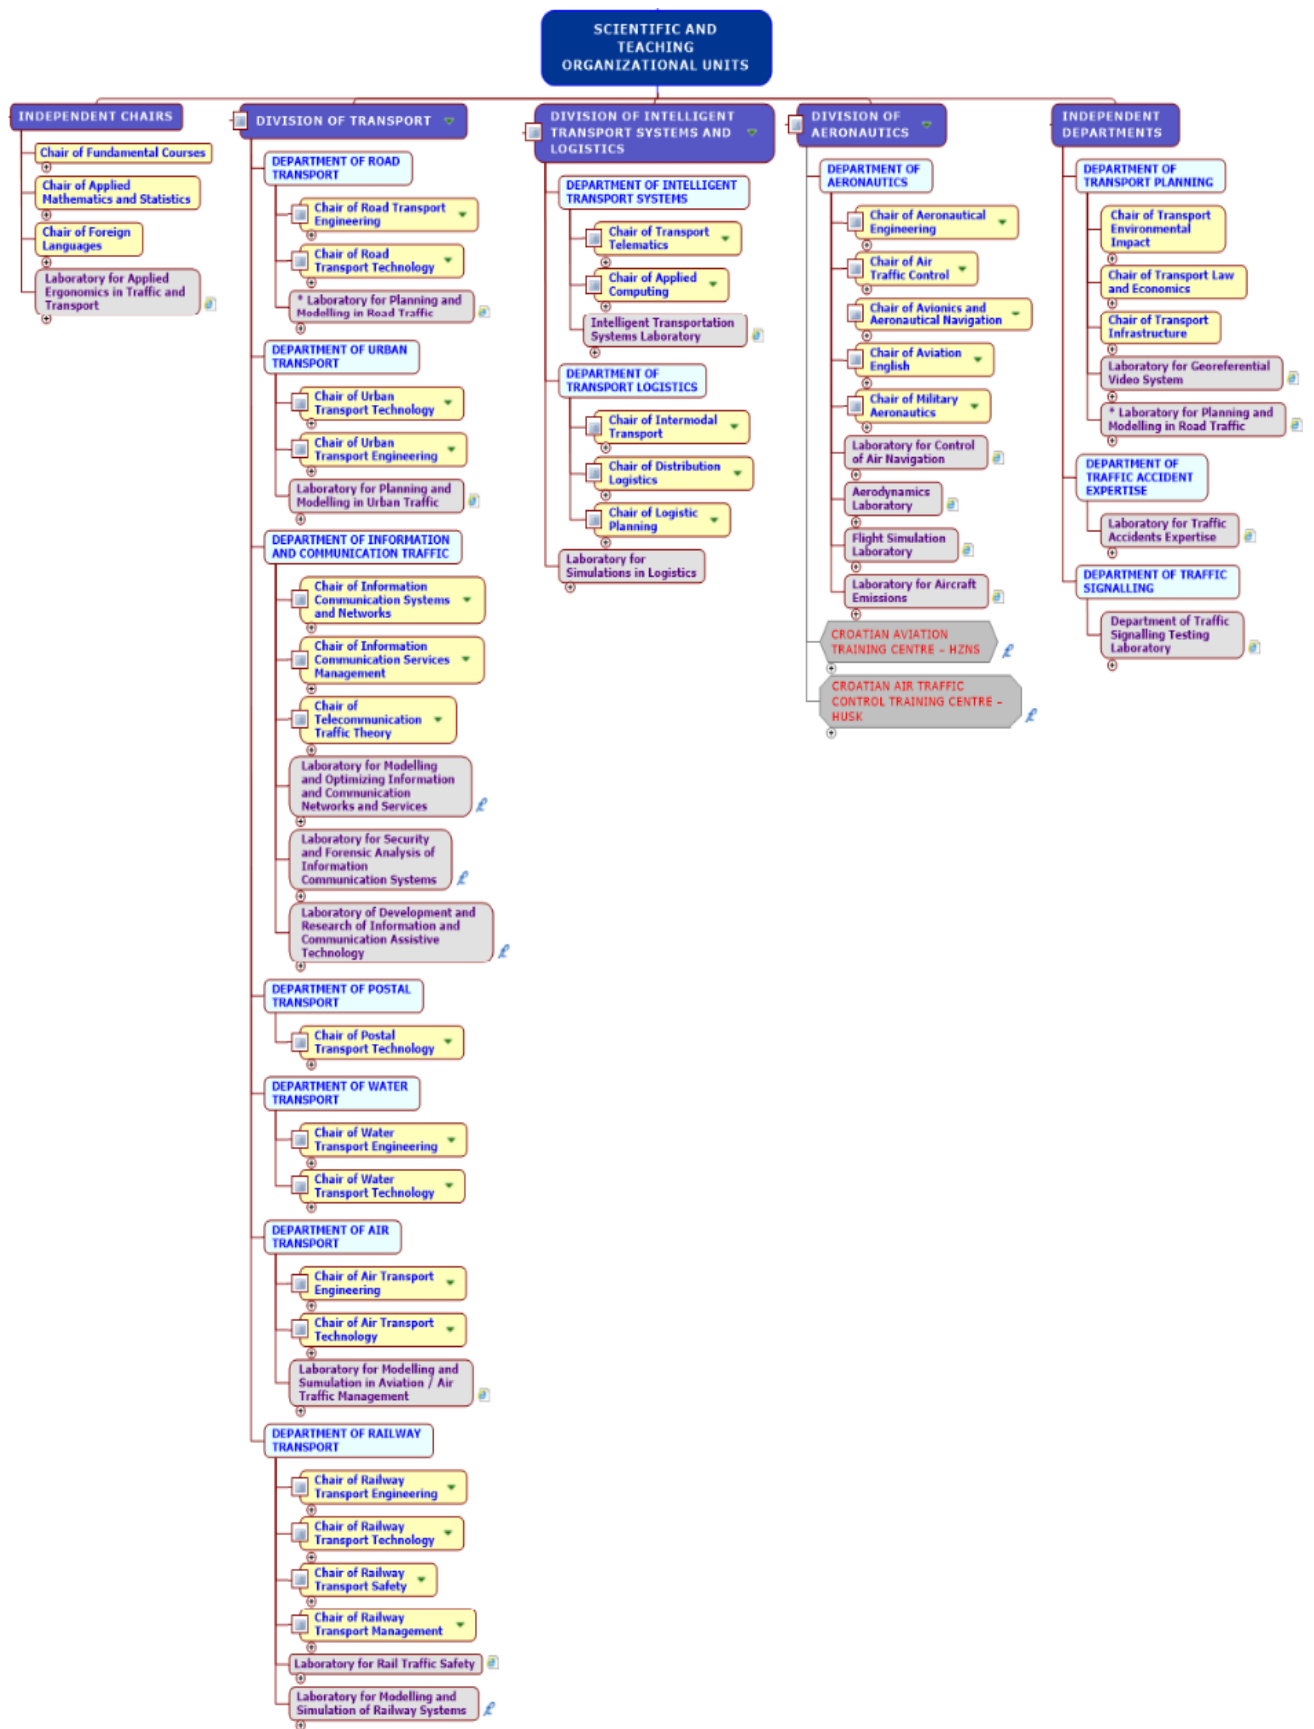 SCIENTIFIC AND
TEACHING
ORGANIZATIONAL UNITS
INDEPENDENT CHAIRS
Chair of Fundamental Courses
Chair of Applied
Mathematics and Statistics
Chair of Foreign
Languages
Laboratory for Applied
Ergonomics in Traffic and
Transport
DIVISION OF TRANSPORT
DEPARTMENT OF ROAD
TRANSPORT
Chair of Road Transport
Engineering
Chair of Road
Transport Technology
* Laboratory for Planning and
Modelling in Road Traffic
DEPARTMENT OF URBAN
TRANSPORT
Chair of Urban
Transport Technology
Chair of Urban
Transport Engineering
Laboratory for Planning and
Modelling in Urban Traffic
DEPARTMENT OF INFORMATION
AND COMMUNICATION TRAFFIC
Chair of Information
Communication Systems
and Networks
Chair of Information
Communication Services
Management
Chair of
Telecommunication
Traffic Theory
Laboratory for Modelling
and Optimizing Information
and Communication
Networks and Services
Laboratory for Security
and Forensic Analysis of
Information
Communication Systems
Laboratory of Development and
Research of Information and
Communication Assistive
Technology
DEPARTMENT OF POSTAL
TRANSPORT
Chair of Postal
Transport Technology
DEPARTMENT OF WATER
TRANSPORT
Chair of Water
Transport Engineering
Chair of Water
Transport Technology
DEPARTMENT OF AIR
TRANSPORT
Chair of Air Transport
Engineering
Chair of Air Transport
Technology
Laboratory for Modelling and
Sumulation in Aviation / Air
Traffic Management
DEPARTMENT OF RAILWAY
TRANSPORT
Chair of Railway
Transport Engineering
Chair of Railway
Transport Technology
Chair of Railway
Transport Safety
Chair of Railway
Transport Management
Laboratory for Rail Traffic Safety
Laboratory for Modelling and
Simulation of Railway Systems
DIVISION OF INTELLIGENT
TRANSPORT SYSTEMS AND
LOGISTICS
DEPARTMENT OF INTELLIGENT
TRANSPORT SYSTEMS
Chair of Transport
Telematics
Chair of Applied
Computing
Intelligent Transportation
Systems Laboratory
DEPARTMENT OF
TRANSPORT LOGISTICS
Chair of Intermodal
Transport
Chair of Distribution
Logistics
Chair of Logistic
Planning
Laboratory for
Simulations in Logistics
DIVISION OF
AERONAUTICS
DEPARTMENT OF
AERONAUTICS
Chair of Aeronautical
Engineering
Chair of Air
Traffic Control
Chair of Avionics and
Aeronautical Navigation
Chair of Aviation
English
Chair of Military
Aeronautics
Laboratory for Control
of Air Navigation
Aerodynamics
Laboratory
Flight Simulation
Laboratory
Laboratory for Aircraft
Emissions
CROATIAN AVIATION
TRAINING CENTRE – HZNS
CROATIAN AIR TRAFFIC
CONTROL TRAINING CENTRE –
HUSK
INDEPENDENT
DEPARTMENTS
DEPARTMENT OF
TRANSPORT PLANNING
Chair of Transport
Environmental
Impact
Chair of Transport Law
and Economics
Chair of Transport
Infrastructure
Laboratory for Georeferential
Video System
* Laboratory for Planning and
Modelling in Road Traffic
DEPARTMENT OF
TRAFFIC ACCIDENT
EXPERTISE
Laboratory for Traffic
Accidents Expertise
DEPARTMENT OF TRAFFIC
SIGNALLING
Department of Traffic
Signalling Testing
Laboratory